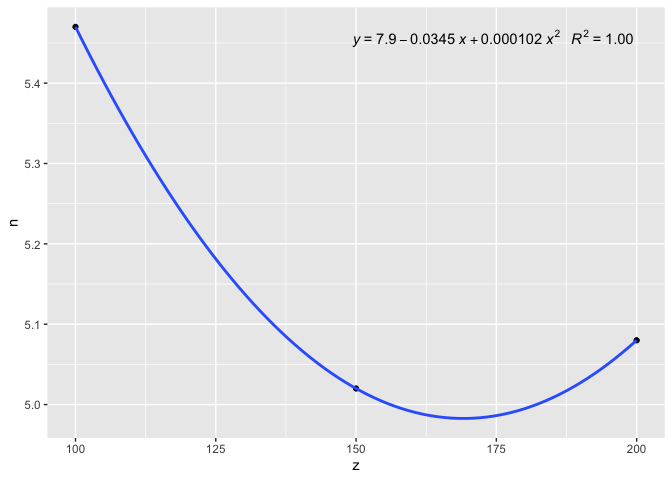 y = 7.9 – 0.0345 x + 0.000102 x² R² = 1.00
5.4
5.3
5.2
5.1
5.0
n
100 125 150 175 200
z